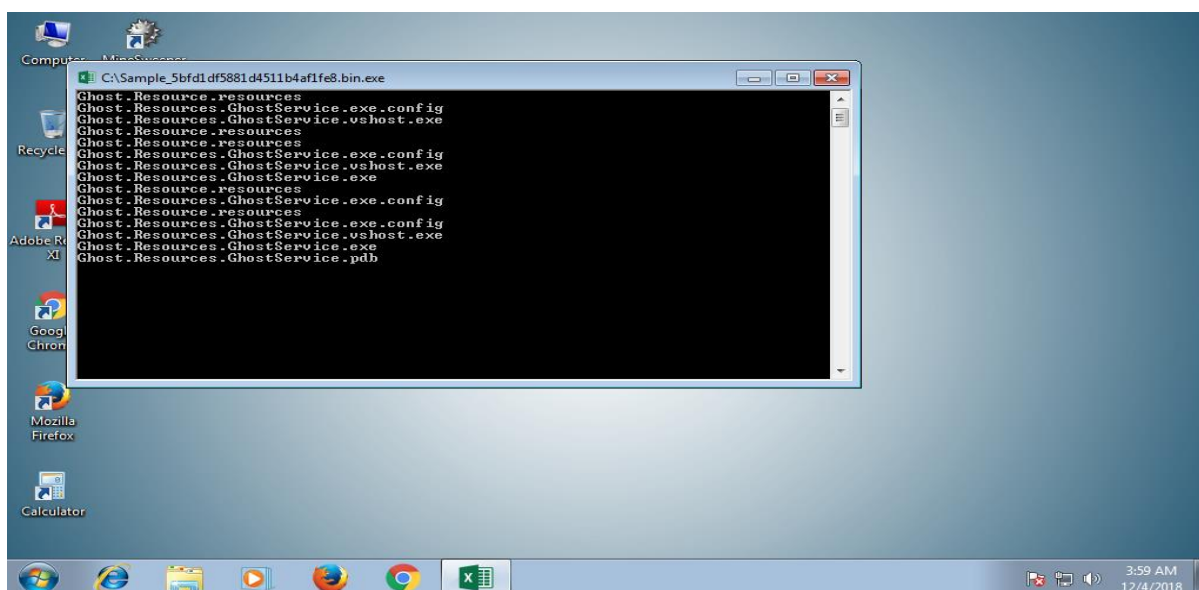 Computer
C:\Sample_5bfd1df5881d4511b4af1fe8.bin.exe
Ghost.Resource.resources
Ghost.Resources.GhostService.exe.config
Ghost.Resources.GhostService.vshost.exe
Ghost.Resource.resources
Ghost.Resource.resources
Ghost.Resources.GhostService.exe.config
Ghost.Resources.GhostService.vshost.exe
Ghost.Resources.GhostService.exe
Ghost.Resource.resources
Ghost.Resources.GhostService.exe.config
Ghost.Resource.resources
Ghost.Resources.GhostService.exe.config
Ghost.Resources.GhostService.vshost.exe
Ghost.Resources.GhostService.exe
Ghost.Resources.GhostService.pdb
Recycle
Adobe Re
XI
Googl
Chrom
Mozilla
Firefox
Calculator
3:59 AM
12/4/2018